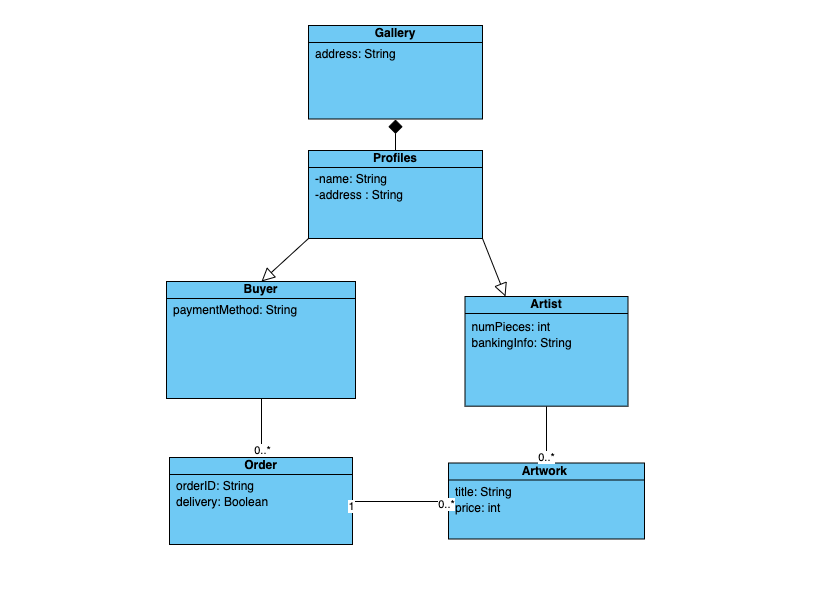 Gallery
address: String
Profiles
-name: String
-address : String
Buyer
paymentMethod: String
Artist
numPieces: int
bankingInfo: String
0..*
0..*
Order
orderID: String
delivery: Boolean
1
0..*
Artwork
title: String
price: int